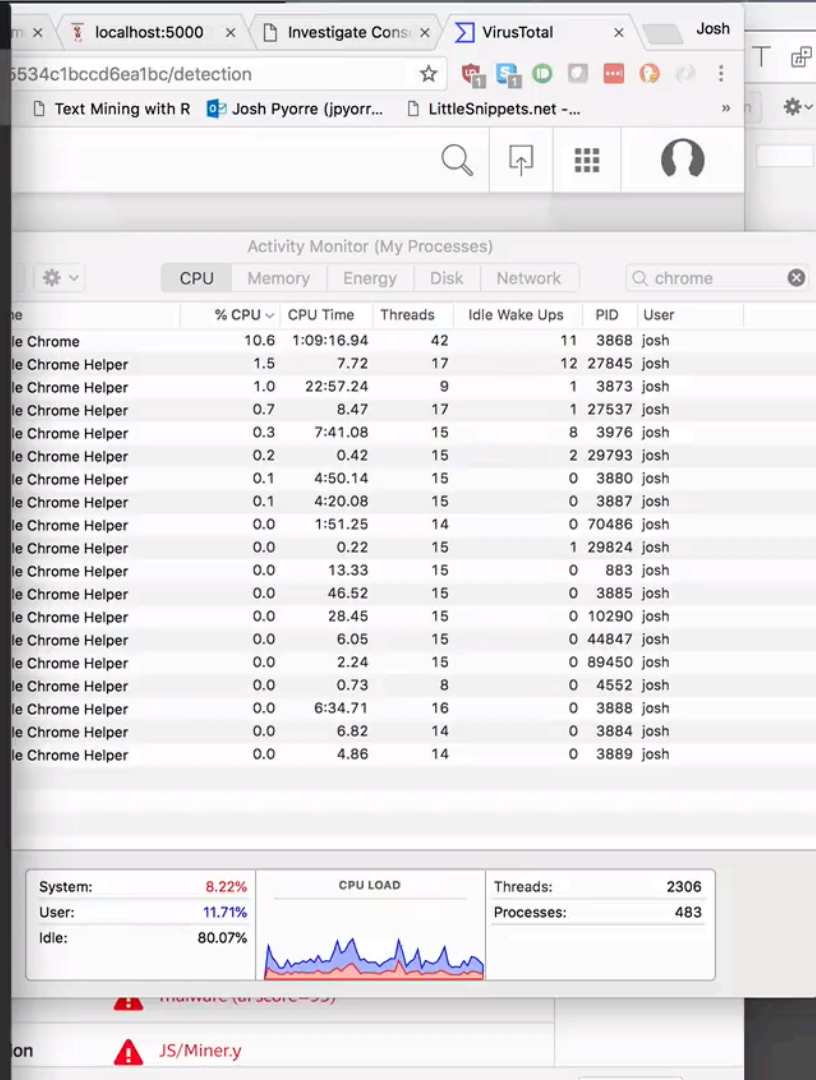 m × localhost:5000 × Investigate Cons × VirusTotal × Josh
5534c1bccd6ea1bc/detection
1 1
Text Mining with R Josh Pyorre (jpyorr... LittleSnippets.net -... »
Activity Monitor (My Processes)
CPU Memory Energy Disk Network chrome
me % CPU CPU Time Threads Idle Wake Ups PID User
le Chrome 10.6 1:09:16.94 42 11 3868 josh
le Chrome Helper 1.5 7.72 17 12 27845 josh
le Chrome Helper 1.0 22:57.24 9 1 3873 josh
le Chrome Helper 0.7 8.47 17 1 27537 josh
le Chrome Helper 0.3 7:41.08 15 8 3976 josh
le Chrome Helper 0.2 0.42 15 2 29793 josh
le Chrome Helper 0.1 4:50.14 15 0 3880 josh
le Chrome Helper 0.1 4:20.08 15 0 3887 josh
le Chrome Helper 0.0 1:51.25 14 0 70486 josh
le Chrome Helper 0.0 0.22 15 1 29824 josh
le Chrome Helper 0.0 13.33 15 0 883 josh
le Chrome Helper 0.0 46.52 15 0 3885 josh
le Chrome Helper 0.0 28.45 15 0 10290 josh
le Chrome Helper 0.0 6.05 15 0 44847 josh
le Chrome Helper 0.0 2.24 15 0 89450 josh
le Chrome Helper 0.0 0.73 8 0 4552 josh
le Chrome Helper 0.0 6:34.71 16 0 3888 josh
le Chrome Helper 0.0 6.82 14 0 3884 josh
le Chrome Helper 0.0 4.86 14 0 3889 josh
System: 8.22% CPU LOAD Threads: 2306
User: 11.71% Processes: 483
Idle: 80.07%
malware (ai score=99)
ion JS/Miner.y